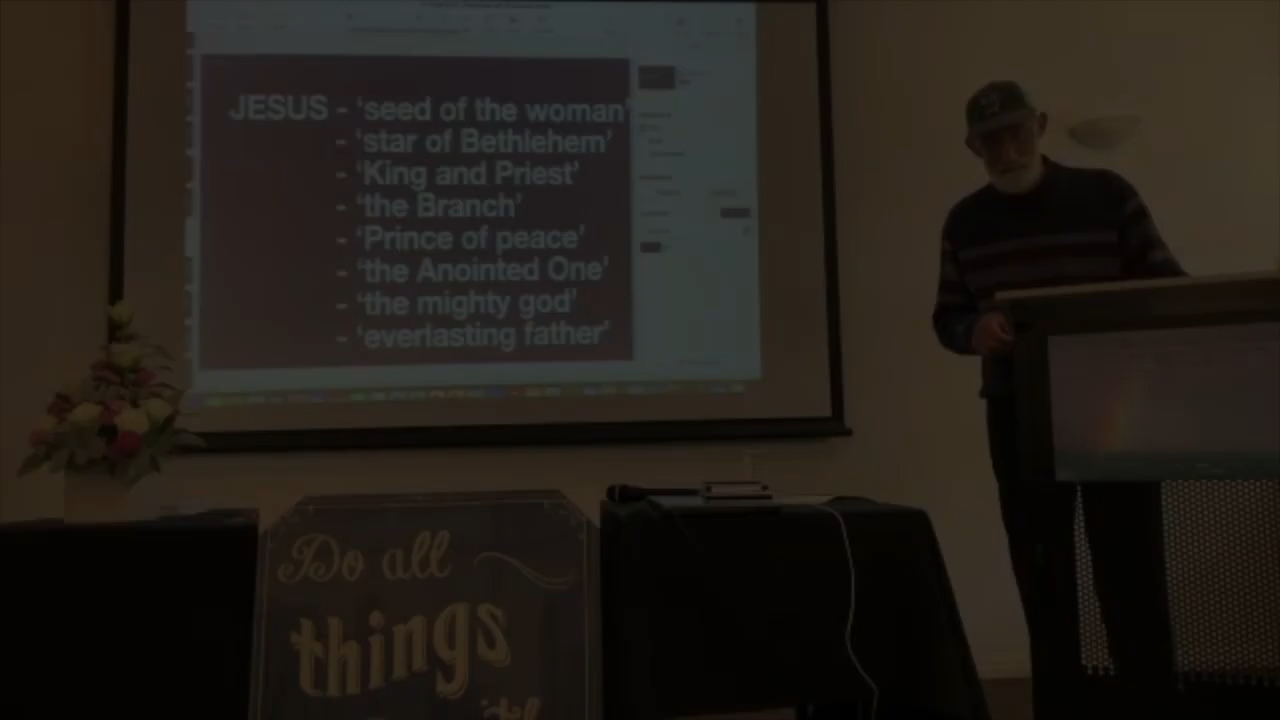 JESUS - 'seed of the woman'
- 'star of Bethlehem'
- 'King and Priest'
- 'the Branch'
- 'Prince of peace'
- 'the Anointed One'
- 'the mighty god'
- 'everlasting father'
Do all
things